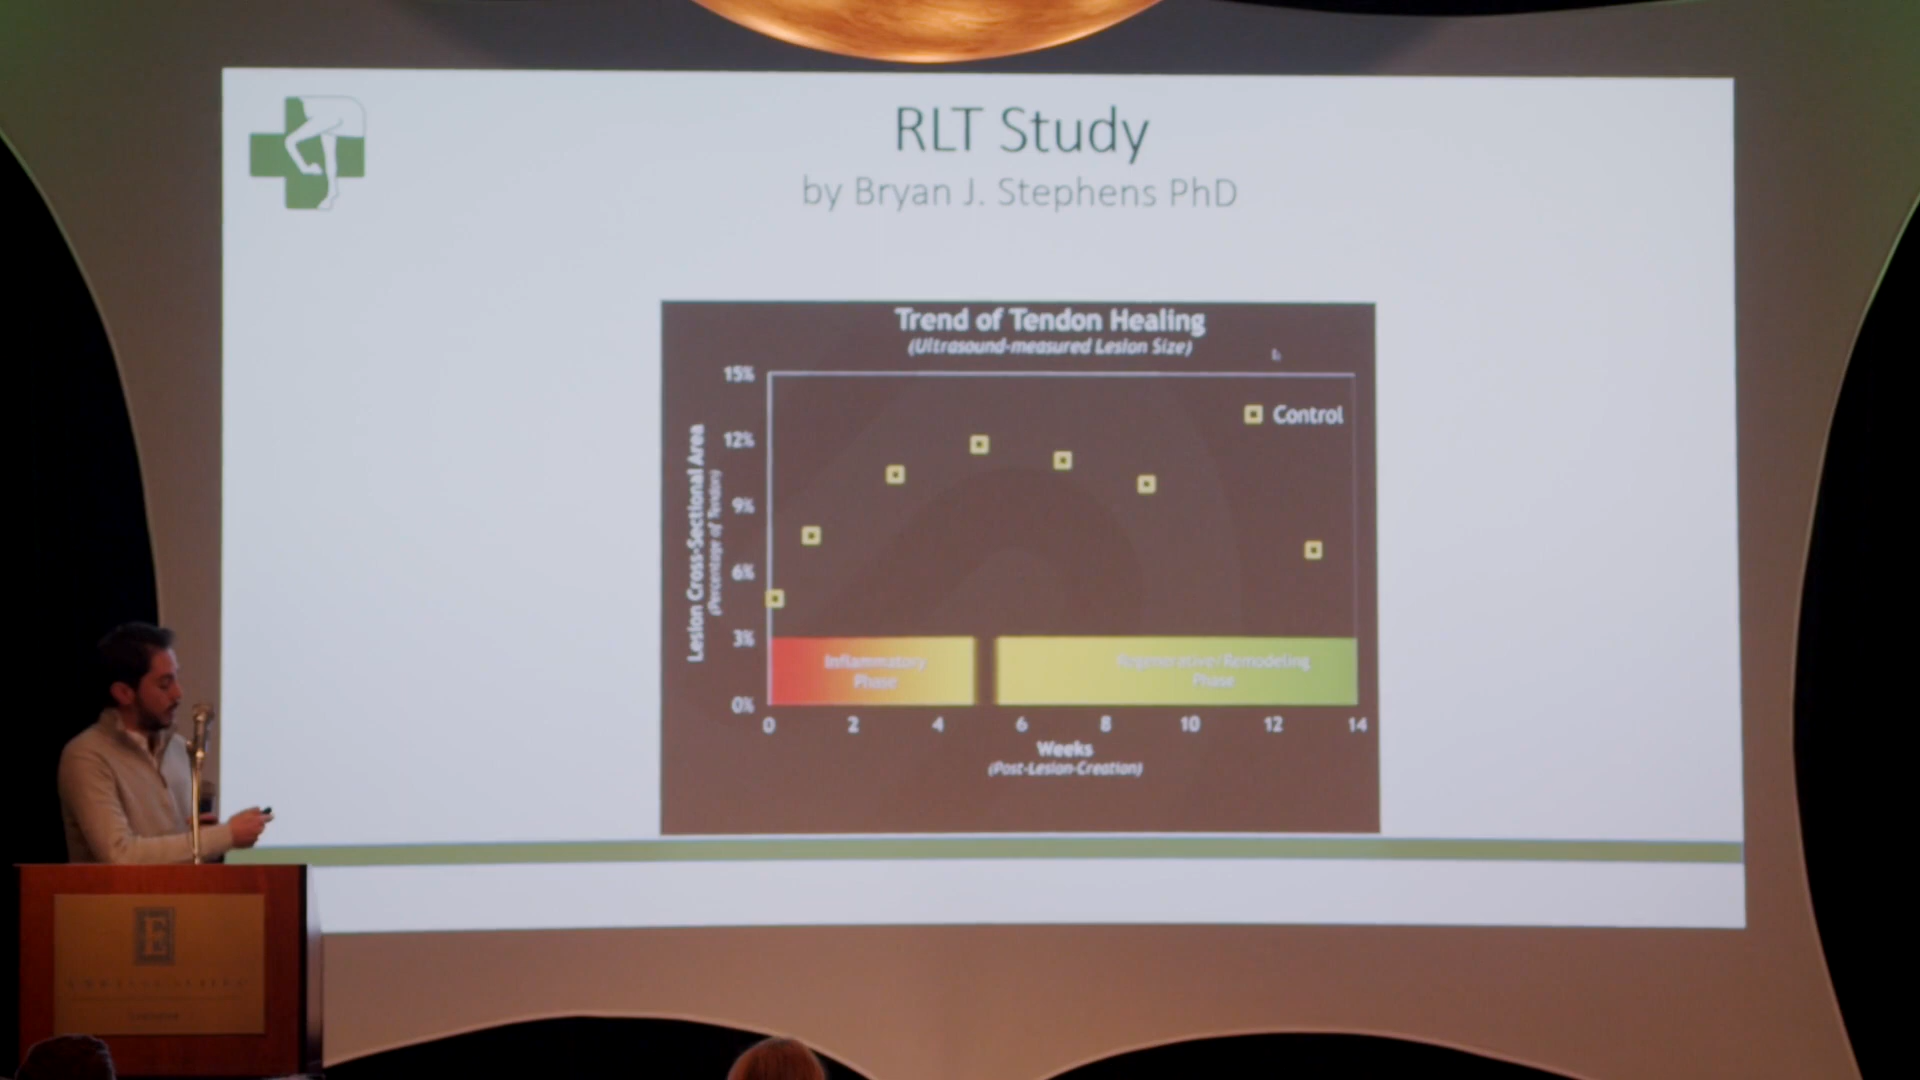 RLT Study
by Bryan J. Stephens PhD
Trend of Tendon Healing
(Ultrasound-measured Lesion Size)
15%
12%
9%
6%
3%
0%
Lesion Cross-Sectional Area
(Percentage of Tendon)
Control
Inflammatory
Phase
Regenerative/Remodeling
Phase
0 2 4 6 8 10 12 14
Weeks
(Post-Lesion-Creation)